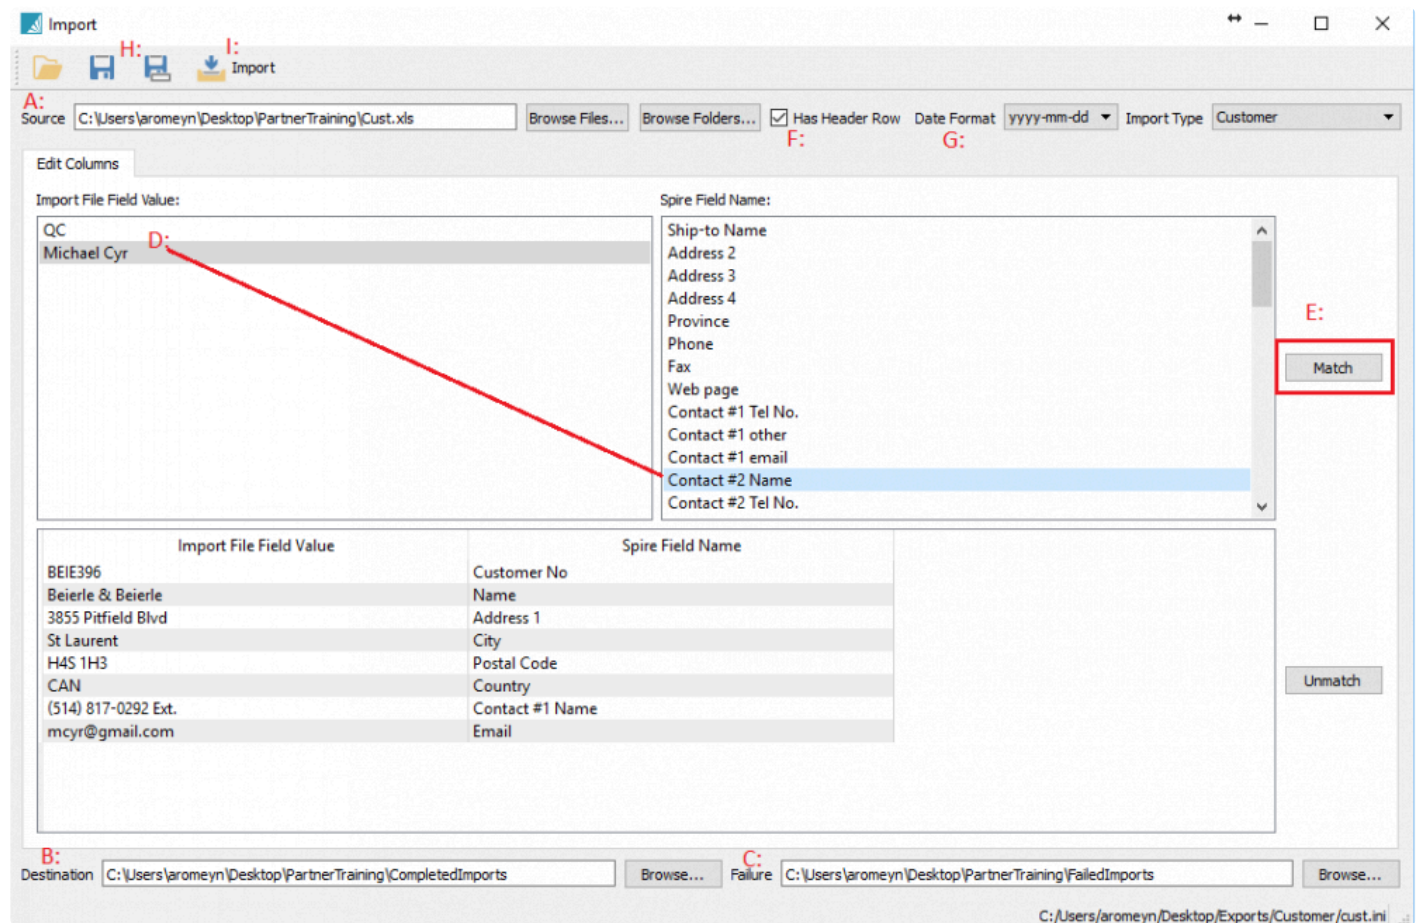 Import
H: I:
Import
A:
Source C:\Users\aromeyn\Desktop\PartnerTraining\Cust.xls Browse Files... Browse Folders... Has Header Row Date Format yyyy-mm-dd Import Type Customer
F: G:
Edit Columns
Import File Field Value: Spire Field Name:
QC
Michael Cyr
D:
Ship-to Name
Address 2
Address 3
Address 4
Province
Phone
Fax
Web page
Contact #1 Tel No.
Contact #1 other
Contact #1 email
Contact #2 Name
Contact #2 Tel No.
E:
Match
Import File Field Value Spire Field Name
BEIE396 Customer No
Beierle & Beierle Name
3855 Pitfield Blvd Address 1
St Laurent City
H4S 1H3 Postal Code
CAN Country
(514) 817-0292 Ext. Contact #1 Name
mcyr@gmail.com Email
Unmatch
B: C:
Destination C:\Users\aromeyn\Desktop\PartnerTraining\CompletedImports Browse... Failure C:\Users\aromeyn\Desktop\PartnerTraining\FailedImports Browse...
C:/Users/aromeyn/Desktop/Exports/Customer/cust.ini